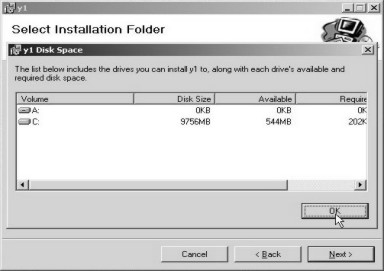 y1
Select Installation Folder
y1 Disk Space
The list below includes the drives you can install y1 to, along with each drive's available and
required disk space.
Volume Disk Size Available Require
A: 0KB 0KB 0K
C: 9756MB 544MB 202K
OK
Cancel < Back Next >